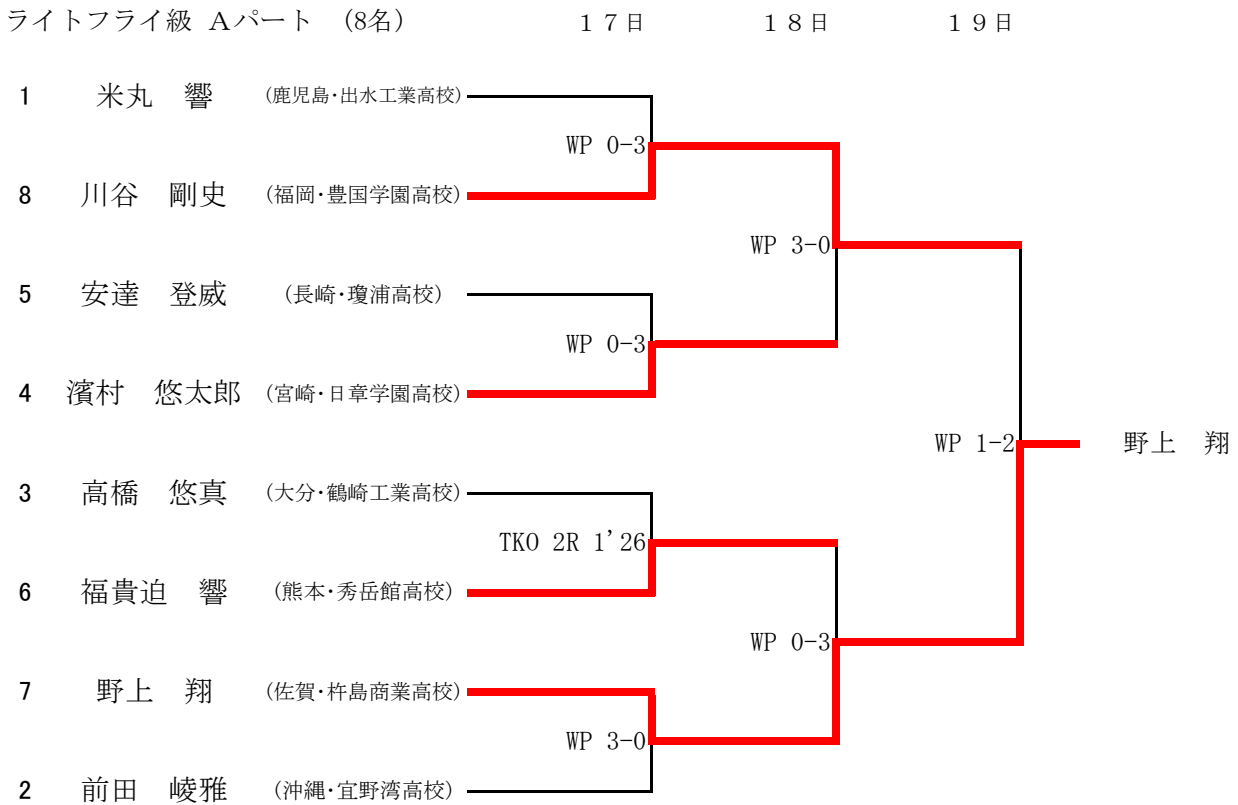 ライトフライ級 Aパート (8名) 17日 18日 19日
1 米丸 響 (鹿児島・出水工業高校)
WP 0-3
8 川谷 剛史 (福岡・豊国学園高校)
WP 3-0
5 安達 登威 (長崎・瓊浦高校)
WP 0-3
4 濱村 悠太郎 (宮崎・日章学園高校)
WP 1-2 野上 翔
3 高橋 悠真 (大分・鶴崎工業高校)
TKO 2R 1'26
6 福貴迫 響 (熊本・秀岳館高校)
WP 0-3
7 野上 翔 (佐賀・杵島商業高校)
WP 3-0
2 前田 崚雅 (沖縄・宜野湾高校)